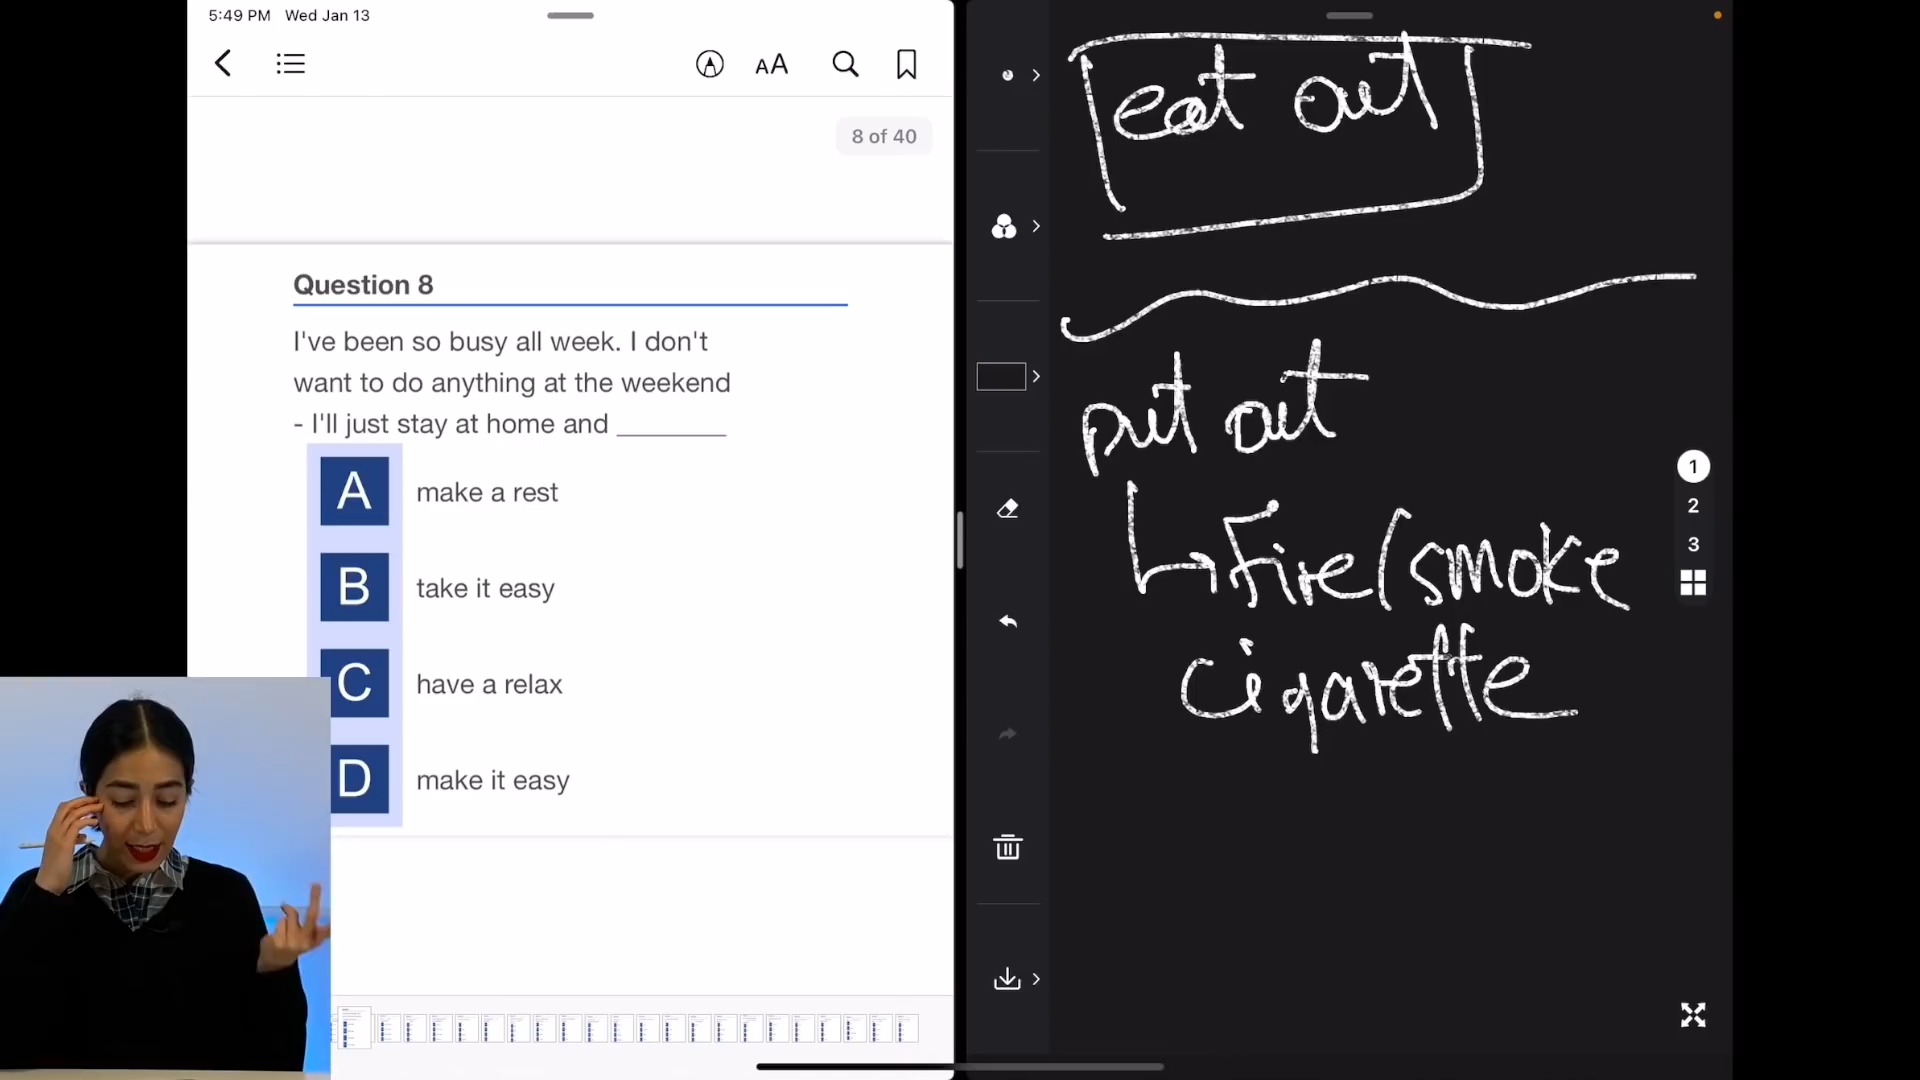 5:49 PM Wed Jan 13
AA
8 of 40
Question 8
I've been so busy all week. I don't
want to do anything at the weekend
- I'll just stay at home and ________
A make a rest
B take it easy
C have a relax
D make it easy
eat out
put out
Fire/smoke
cigarette
1
2
3